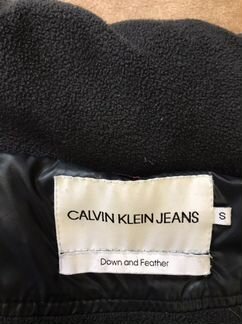 CALVIN KLEIN JEANS
S
Down and Feather